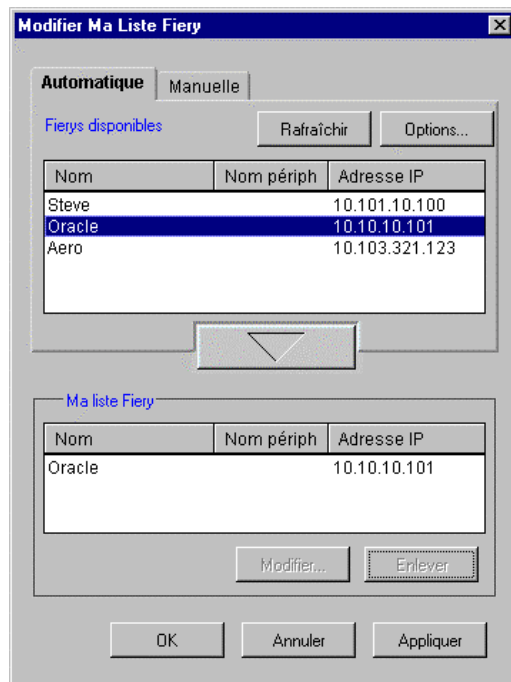 Modifier Ma Liste Fiery
Automatique Manuelle
Fierys disponibles Rafraîchir Options...
Nom Nom périph Adresse IP
Steve 10.101.10.100
Oracle 10.10.10.101
Aero 10.103.321.123
Ma liste Fiery
Nom Nom périph Adresse IP
Oracle 10.10.10.101
Modifier... Enlever
OK Annuler Appliquer